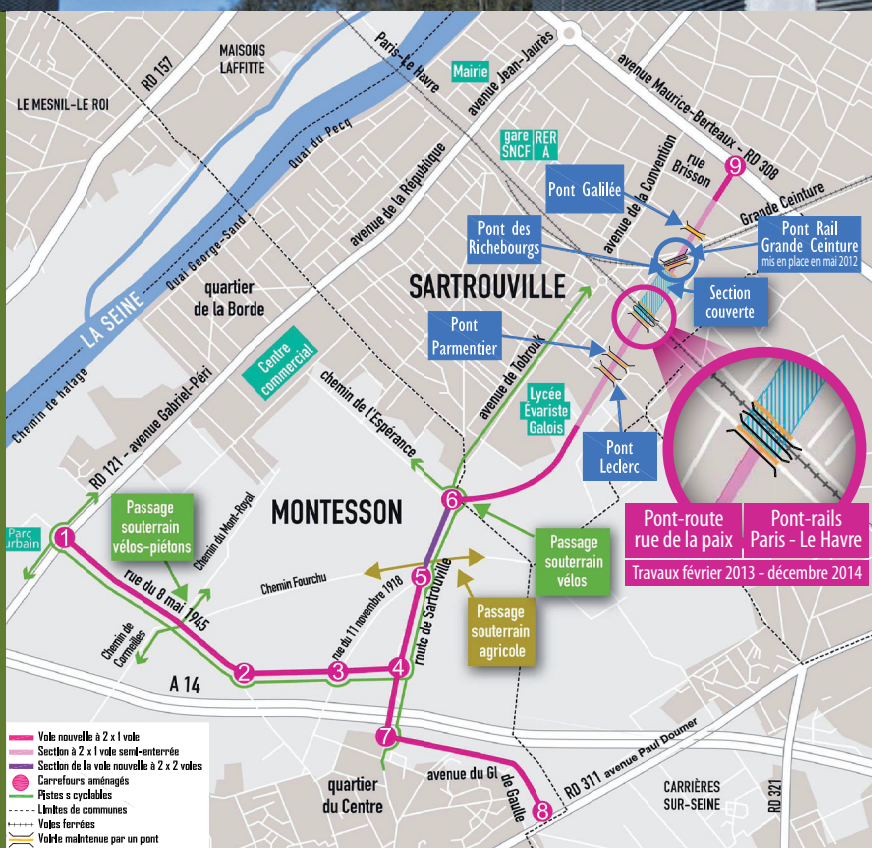 RD 157
MAISONS
LAFFITTE
LE MESNIL-LE ROI
Paris-Le Havre
Mairie
avenue Jean-Jaurès
avenue Maurice-Berteaux - RD 308
Quai du Pecq
gare
SNCF
RER
A
avenue de la République
avenue de la Convention
rue
Brisson
9
Grande Ceinture
Pont Galilée
Pont des
Richebourgs
Pont Rail
Grande Ceinture
mis en place en mai 2012
Quai George-Sand
quartier
de la Borde
SARTROUVILLE
Section
couverte
LA SEINE
Pont
Parmentier
Centre
commercial
avenue de Tobrouk
Chemin de halage
RD 121 - avenue Gabriel-Péri
chemin de l'Espérance
Lycée
Évariste
Galois
Pont
Leclerc
6
MONTESSON
Passage
souterrain
vélos-piétons
Chemin du Mont-Royal
Parc
urbain
1
Pont-route
rue de la paix
Pont-rails
Paris - Le Havre
Travaux février 2013 - décembre 2014
Passage
souterrain
vélos
rue du 8 mai 1945
Chemin Fourchu
5
rue du 11 novembre 1918
route de Sartrouville
Passage
souterrain
agricole
Chemin de
Cormeilles
2
3
4
A 14
7
avenue du Gl de Gaulle
RD 311 avenue Paul Doumer
quartier
du Centre
8
CARRIÈRES
SUR-SEINE
RD 321
Voie nouvelle à 2 x 1 voie
Section à 2 x 1 voie semi-enterrée
Section de la voie nouvelle à 2 x 2 voies
Carrefours aménagés
Pistes s cyclables
Limites de communes
Voies ferrées
Voirie maintenue par un pont